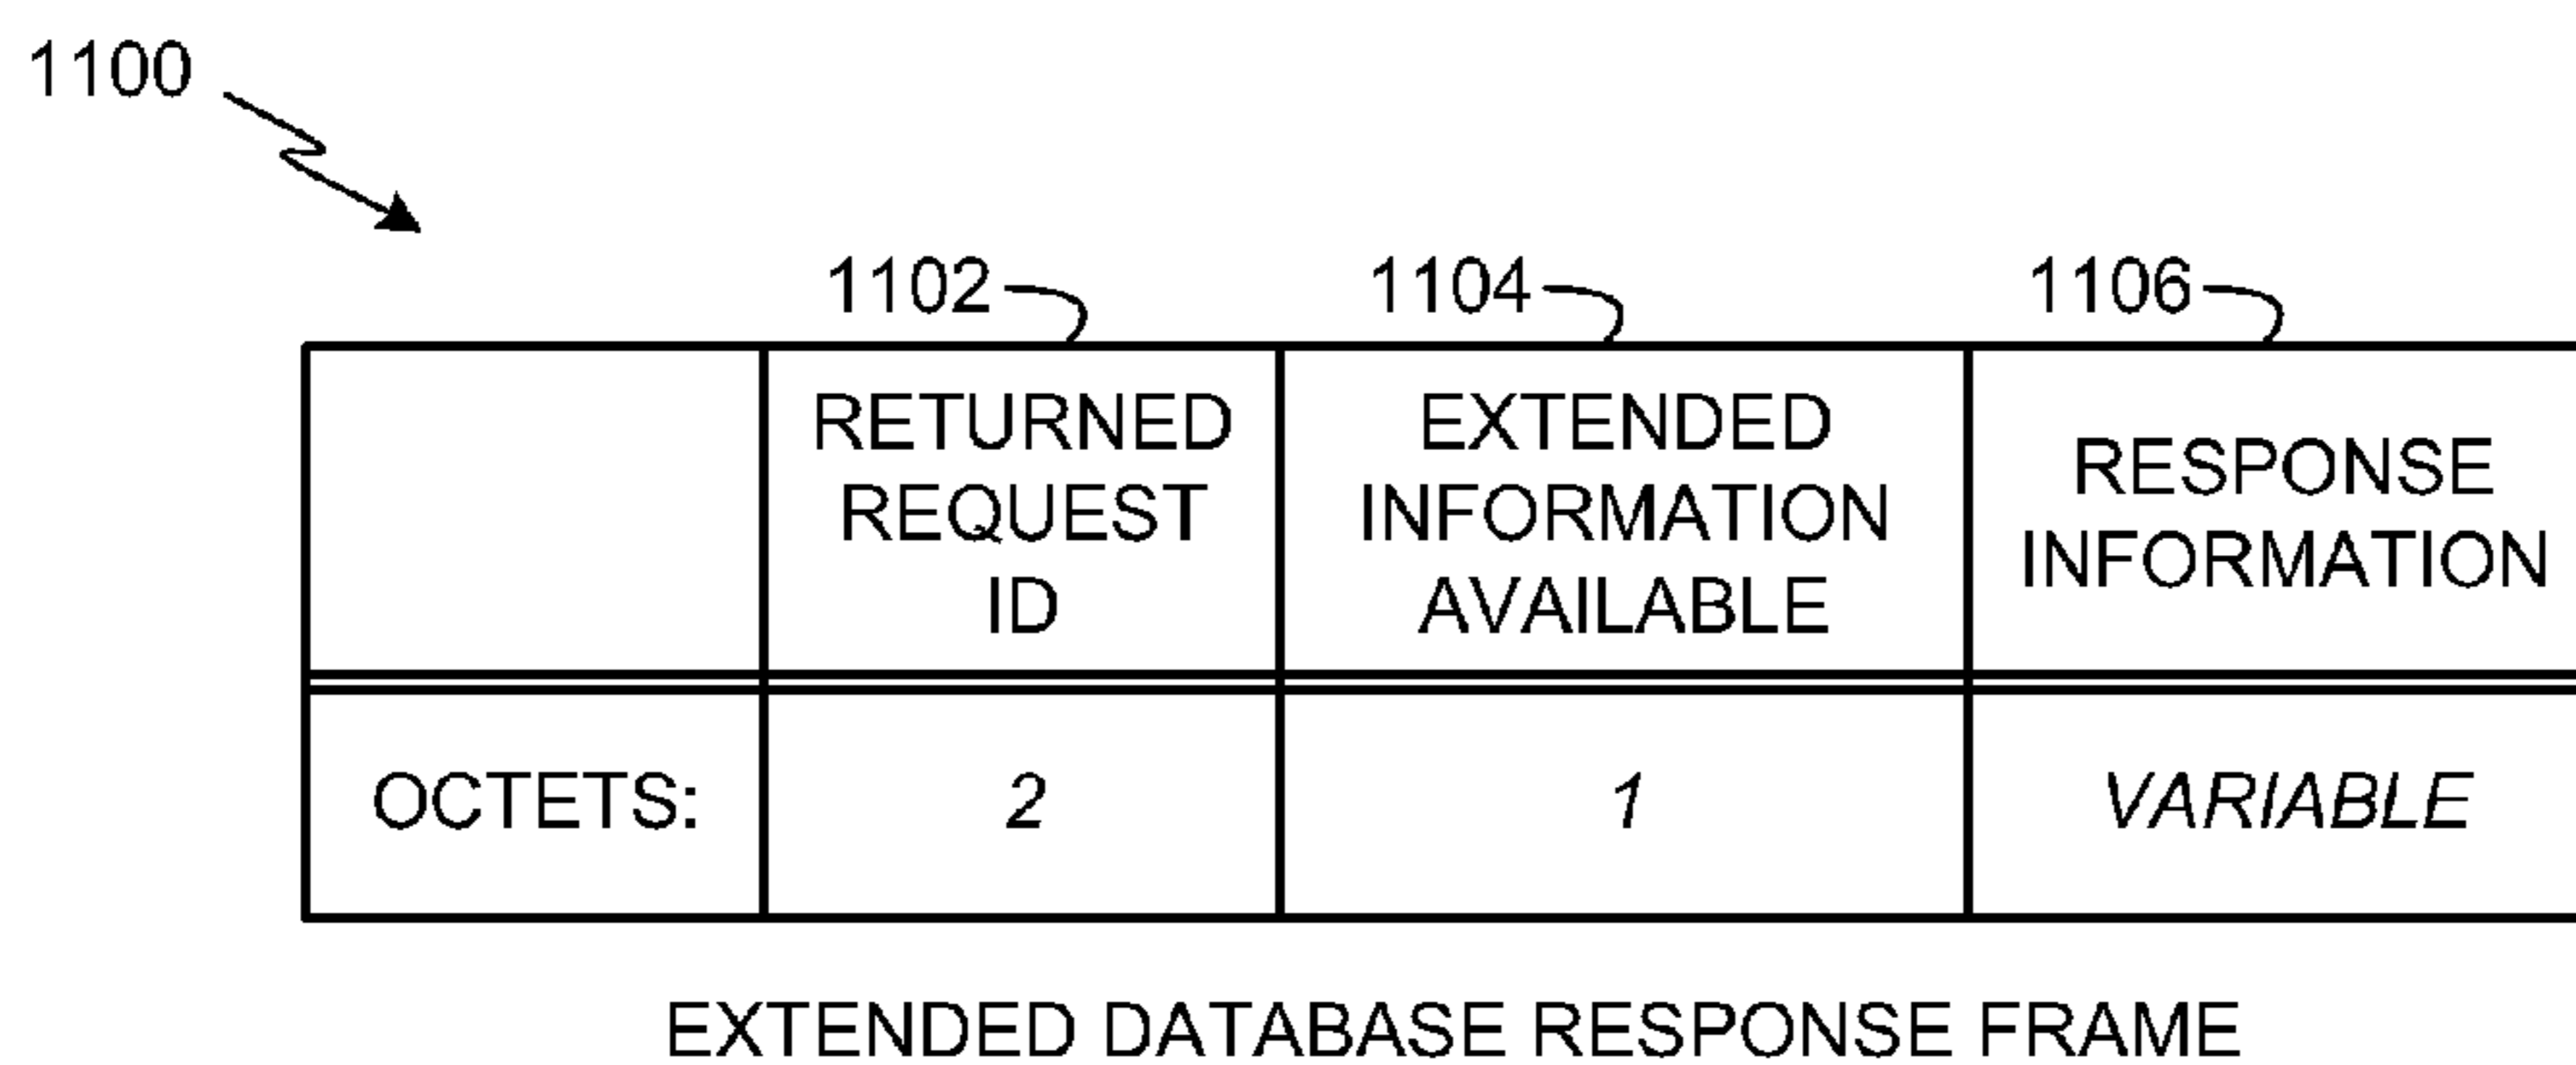 1100
1102
1104
1106
RETURNED
REQUEST
ID
EXTENDED
INFORMATION
AVAILABLE
RESPONSE
INFORMATION
OCTETS:
2
1
VARIABLE
EXTENDED DATABASE RESPONSE FRAME